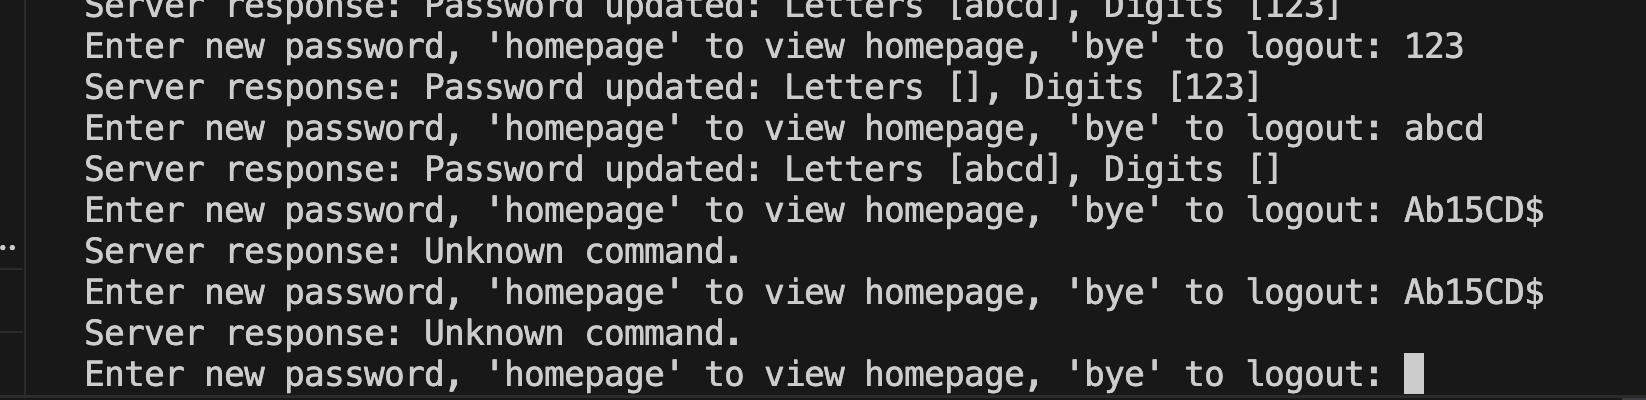 Server response: Password updated: Letters [abcd], Digits [123]
Enter new password, 'homepage' to view homepage, 'bye' to logout: 123
Server response: Password updated: Letters [], Digits [123]
Enter new password, 'homepage' to view homepage, 'bye' to logout: abcd
Server response: Password updated: Letters [abcd], Digits []
Enter new password, 'homepage' to view homepage, 'bye' to logout: Ab15CD$
Server response: Unknown command.
Enter new password, 'homepage' to view homepage, 'bye' to logout: Ab15CD$
Server response: Unknown command.
Enter new password, 'homepage' to view homepage, 'bye' to logout: